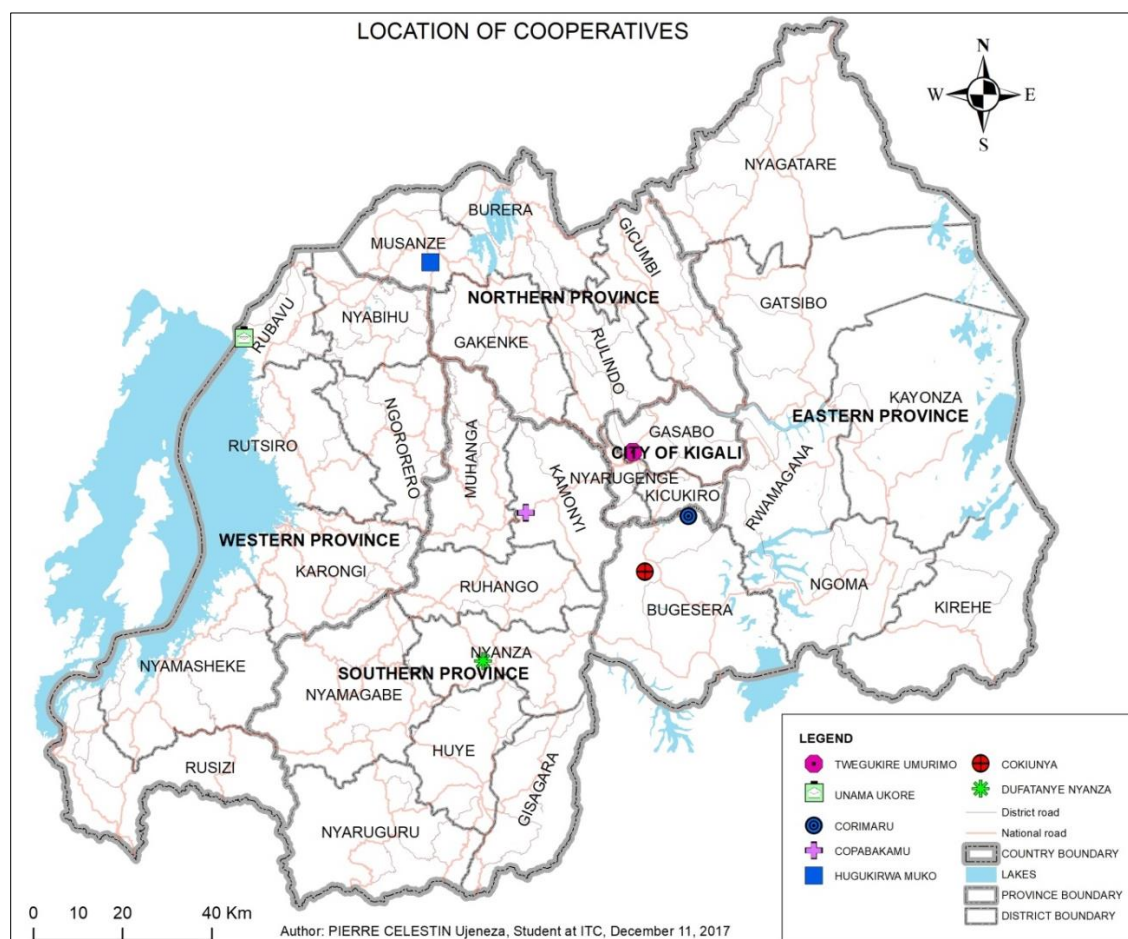 LOCATION OF COOPERATIVES
N
W E
S
NYAGATARE
BURERA
MUSANZE
GICUMBI
NORTHERN PROVINCE
GATSIBO
RUBAVU
NYABIHU
GAKENKE
RULINDO
KAYONZA
EASTERN PROVINCE
RUTSIRO
NGORORERO
MUHANGA
KAMONYI
GASABO
CITY OF KIGALI
NYARUGENGE
KICUKIRO
RWAMAGANA
WESTERN PROVINCE
KARONGI
RUHANGO
BUGESERA
NGOMA
KIREHE
NYAMASHEKE
NYANZA
SOUTHERN PROVINCE
NYAMAGABE
HUYE
GISAGARA
RUSIZI
NYARUGURU
LEGEND
TWEGUKIRE UMURIMO
UNAMA UKORE
CORIMARU
COPABAKAMU
HUGUKIRWA MUKO
COKIUNYA
DUFATANYE NYANZA
District road
National road
COUNTRY BOUNDARY
LAKES
PROVINCE BOUNDARY
DISTRICT BOUNDARY
0 10 20 40 Km
Author: PIERRE CELESTIN Ujeneza, Student at ITC, December 11, 2017